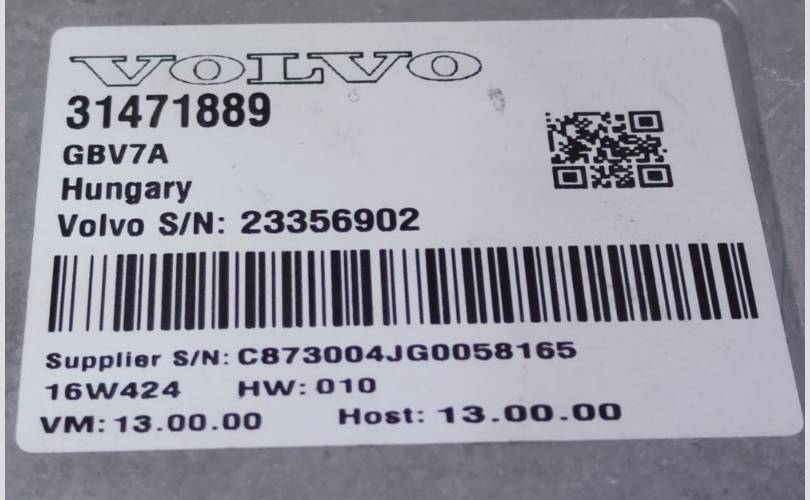 VOLVO
31471889
GBV7A
Hungary
Volvo S/N: 23356902
Supplier S/N: C873004JG0058165
16W424 HW: 010
VM: 13.00.00 Host: 13.00.00